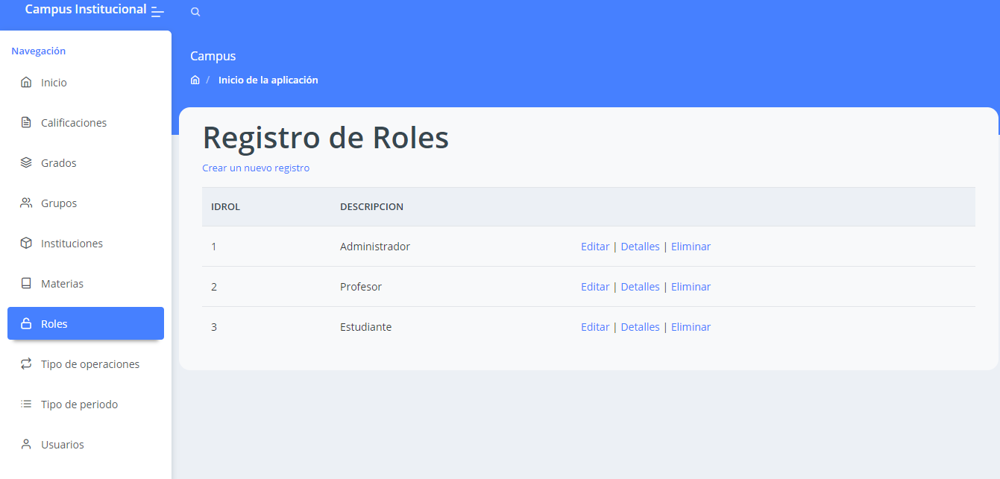 Campus Institucional
Navegación
Inicio
Calificaciones
Grados
Grupos
Instituciones
Materias
Roles
Tipo de operaciones
Tipo de periodo
Usuarios
Campus
/ Inicio de la aplicación
Registro de Roles
Crear un nuevo registro
IDROL DESCRIPCION
1 Administrador Editar | Detalles | Eliminar
2 Profesor Editar | Detalles | Eliminar
3 Estudiante Editar | Detalles | Eliminar